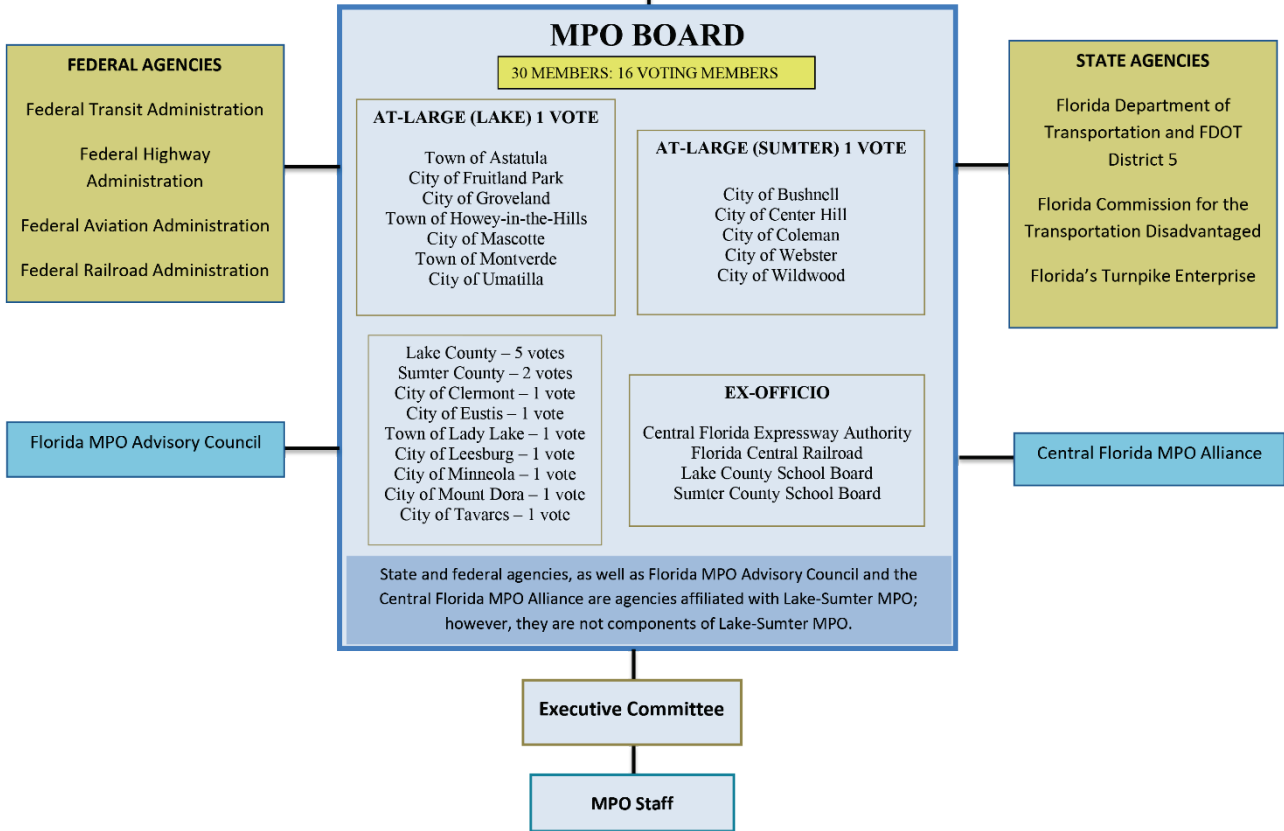 MPO BOARD
30 MEMBERS: 16 VOTING MEMBERS
FEDERAL AGENCIES
Federal Transit Administration
Federal Highway
Administration
Federal Aviation Administration
Federal Railroad Administration
AT-LARGE (LAKE) 1 VOTE
Town of Astatula
City of Fruitland Park
City of Groveland
Town of Howey-in-the-Hills
City of Mascotte
Town of Montverde
City of Umatilla
AT-LARGE (SUMTER) 1 VOTE
City of Bushnell
City of Center Hill
City of Coleman
City of Webster
City of Wildwood
STATE AGENCIES
Florida Department of
Transportation and FDOT
District 5
Florida Commission for the
Transportation Disadvantaged
Florida’s Turnpike Enterprise
Florida MPO Advisory Council
Lake County – 5 votes
Sumter County – 2 votes
City of Clermont – 1 vote
City of Eustis – 1 vote
Town of Lady Lake – 1 vote
City of Leesburg – 1 vote
City of Minneola – 1 vote
City of Mount Dora – 1 vote
City of Tavares – 1 vote
EX-OFFICIO
Central Florida Expressway Authority
Florida Central Railroad
Lake County School Board
Sumter County School Board
Central Florida MPO Alliance
State and federal agencies, as well as Florida MPO Advisory Council and the
Central Florida MPO Alliance are agencies affiliated with Lake-Sumter MPO;
however, they are not components of Lake-Sumter MPO.
Executive Committee
MPO Staff